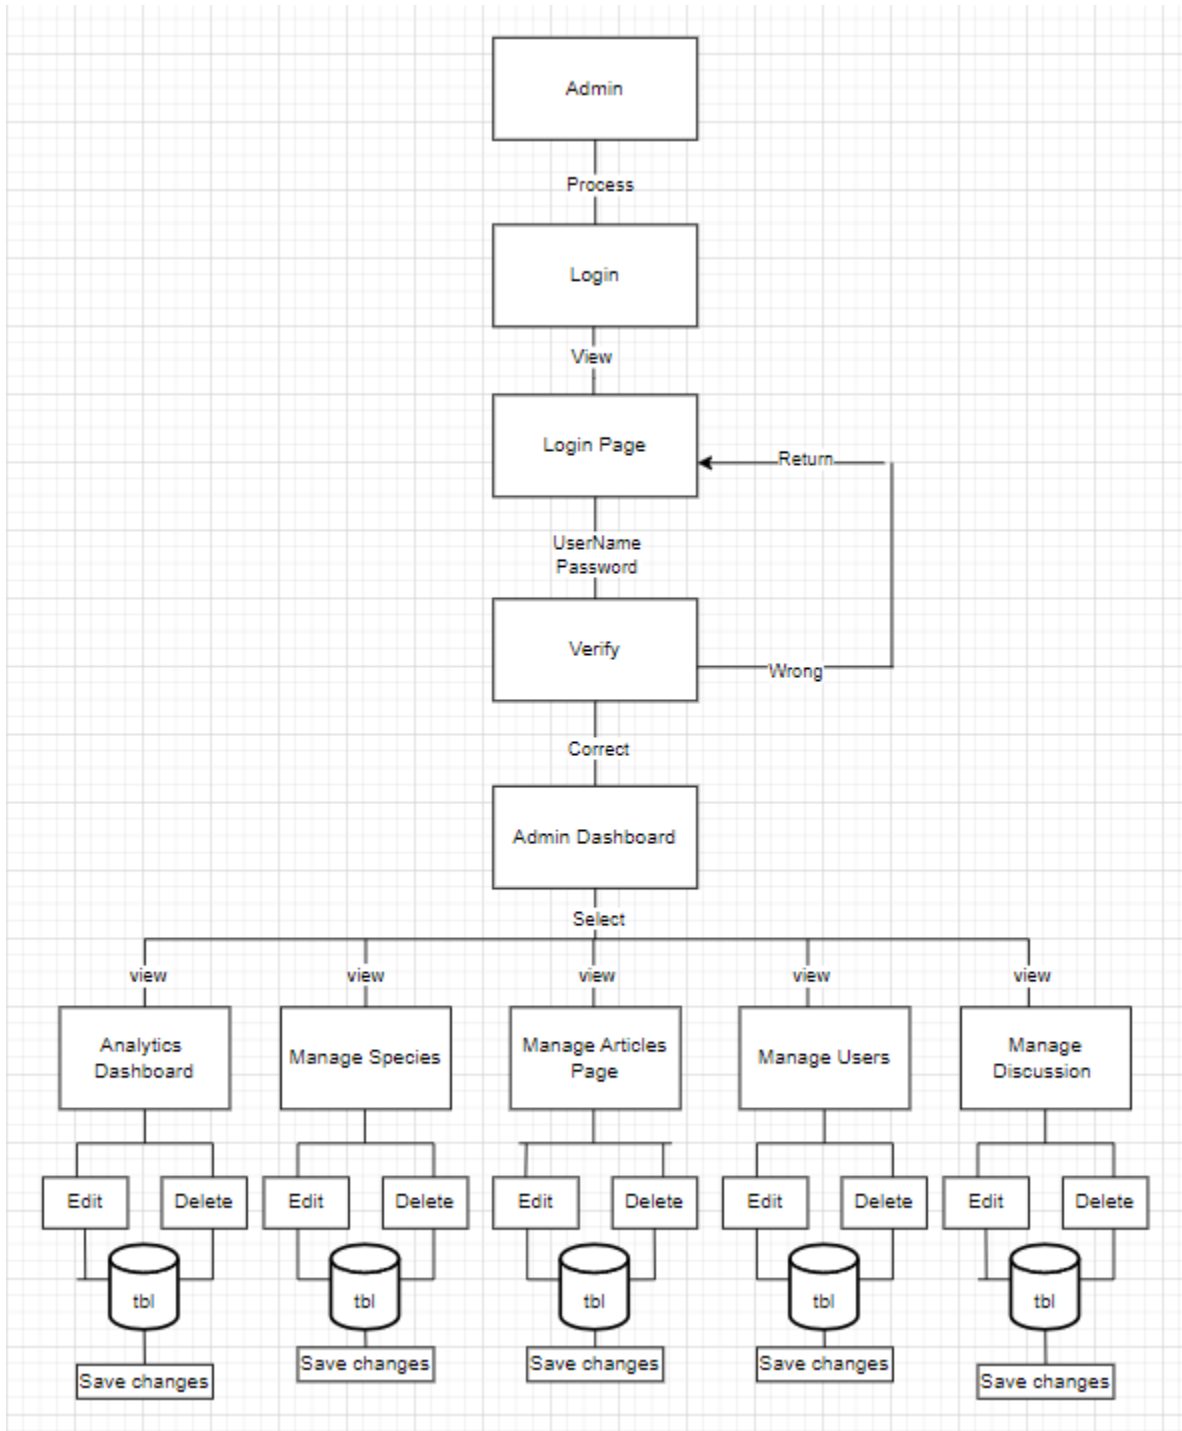 Admin
Process
Login
View
Login Page
Return
UserName
Password
Verify
Wrong
Correct
Admin Dashboard
Select
view view view view view
Analytics
Dashboard
Manage Species
Manage Articles
Page
Manage Users
Manage
Discussion
Edit Delete Edit Delete Edit Delete Edit Delete Edit Delete
tbl tbl tbl tbl tbl
Save changes Save changes Save changes Save changes Save changes